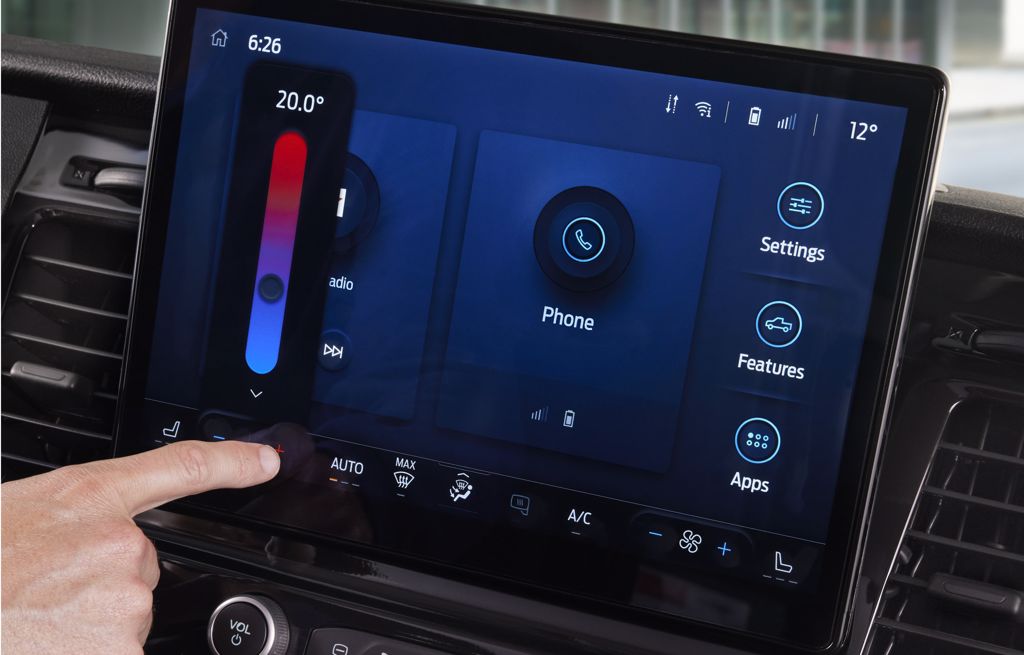 6:26
20.0°
12°
adio
Phone
Settings
Features
Apps
AUTO
MAX
A/C
VOL